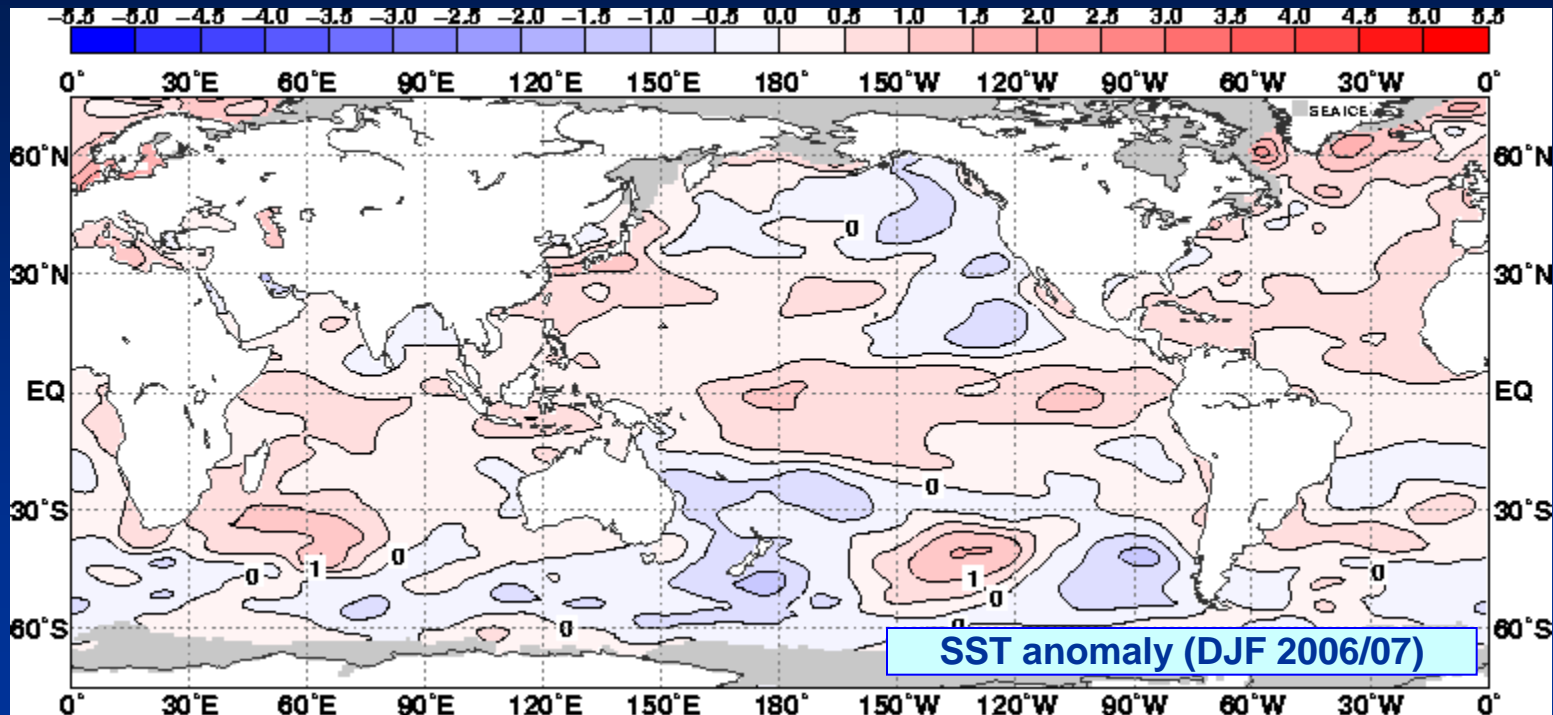 −5.5 −5.0 −4.5 −4.0 −3.5 −3.0 −2.5 −2.0 −1.5 −1.0 −0.5 0.0 0.5 1.0 1.5 2.0 2.5 3.0 3.5 4.0 4.5 5.0 5.5
0° 30°E 60°E 90°E 120°E 150°E 180° 150°W 120°W 90°W 60°W 30°W 0°
SEAICE
60°N 60°N
0
30°N 30°N
EQ EQ
0
30°S 30°S
0 0 1 1 0
0
0 0
60°S 60°S
SST anomaly (DJF 2006/07)
0° 30°E 60°E 90°E 120°E 150°E 180° 150°W 120°W 90°W 60°W 30°W 0°